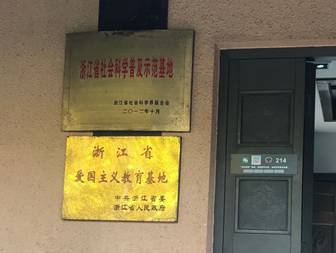 浙江省社会科学普及示范基地
浙江省社会科学界联合会
二〇一二年十月
浙江省
爱国主义教育基地
中共浙江省委
浙江省人民政府
214